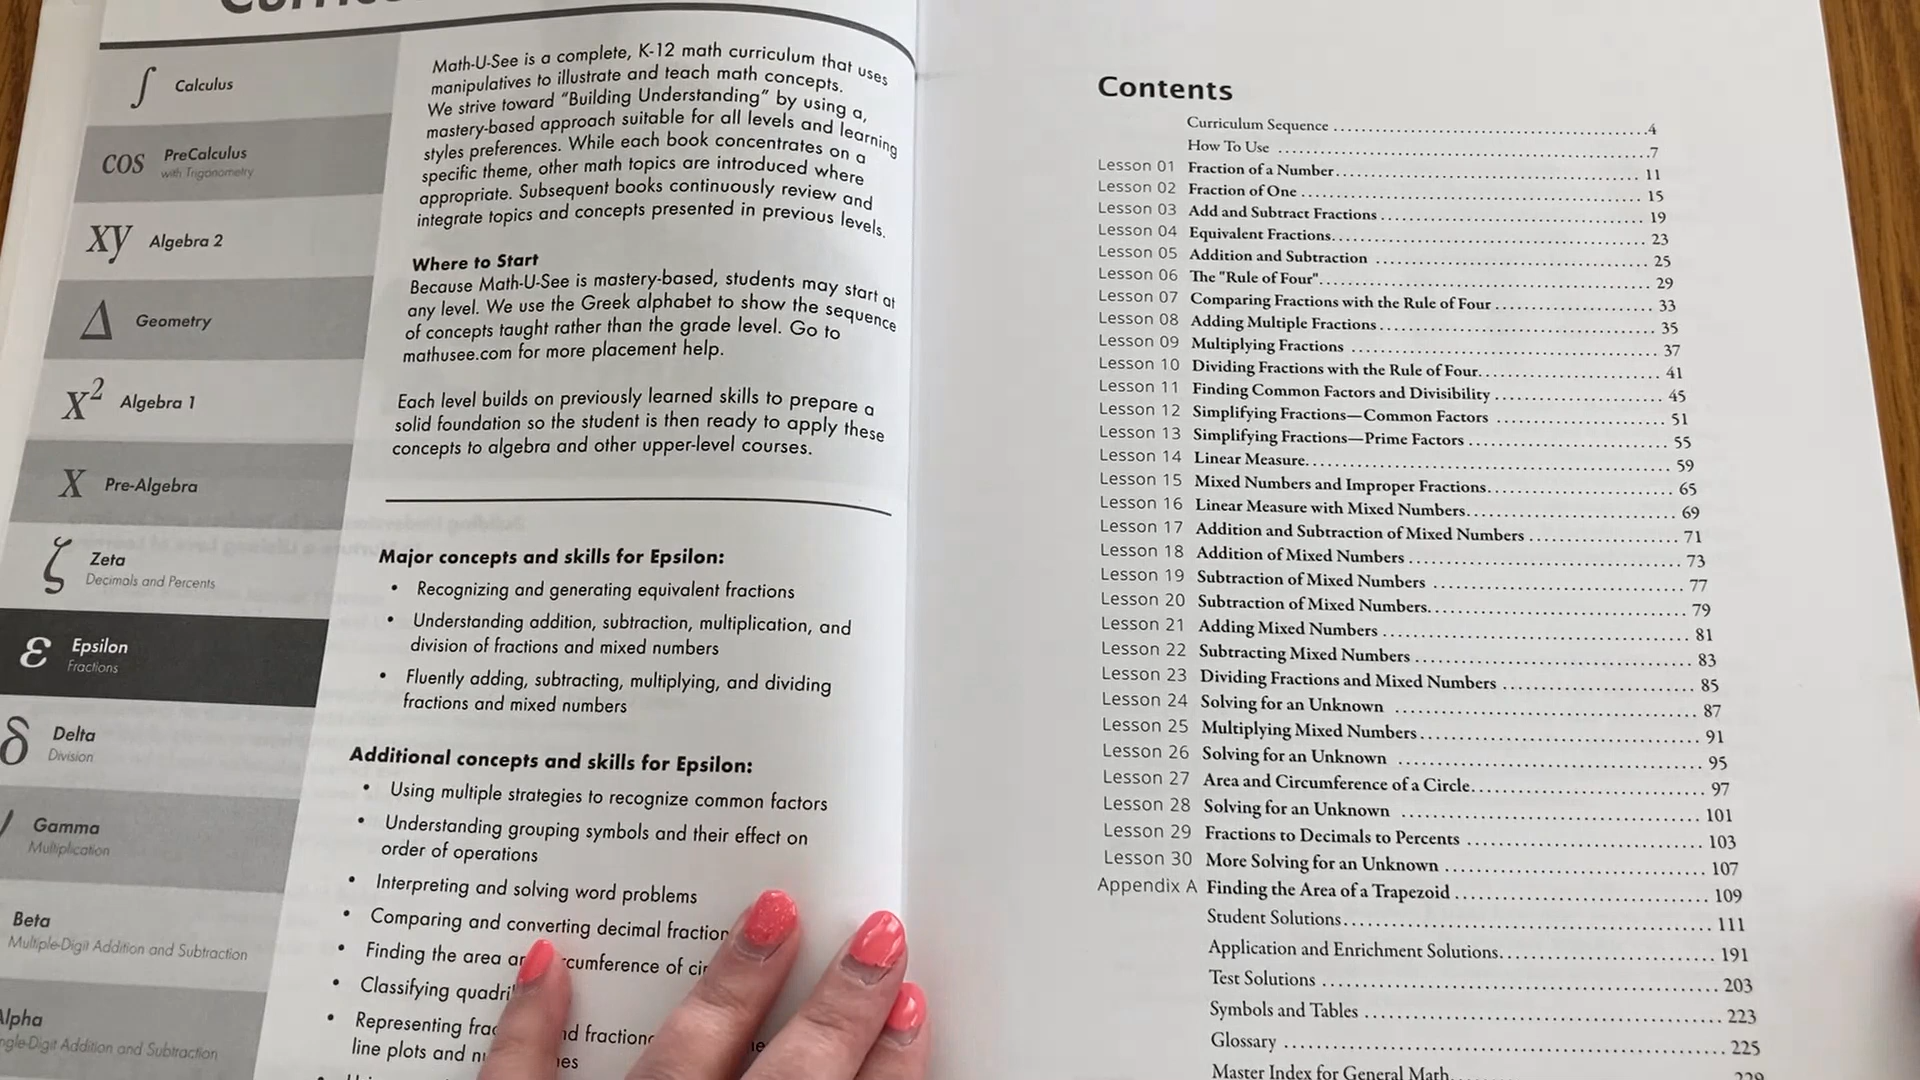 ∫ Calculus
cos PreCalculus
with Trigonometry
xy Algebra 2
Δ Geometry
X² Algebra 1
X Pre-Algebra
ζ Zeta
Decimals and Percents
ε Epsilon
Fractions
δ Delta
Division
Gamma
Multiplication
Beta
Multiple-Digit Addition and Subtraction
Addition and Subtraction
Math-U-See is a complete, K-12 math curriculum that uses
manipulatives to illustrate and teach math concepts.
We strive toward “Building Understanding” by using a,
mastery-based approach suitable for all levels and learning
styles preferences. While each book concentrates on a
specific theme, other math topics are introduced where
appropriate. Subsequent books continuously review and
integrate topics and concepts presented in previous levels.
Where to Start
Because Math-U-See is mastery-based, students may start at
any level. We use the Greek alphabet to show the sequence
of concepts taught rather than the grade level. Go to
mathusee.com for more placement help.
Each level builds on previously learned skills to prepare a
solid foundation so the student is then ready to apply these
concepts to algebra and other upper-level courses.
Major concepts and skills for Epsilon:
• Recognizing and generating equivalent fractions
• Understanding addition, subtraction, multiplication, and
division of fractions and mixed numbers
• Fluently adding, subtracting, multiplying, and dividing
fractions and mixed numbers
Additional concepts and skills for Epsilon:
• Using multiple strategies to recognize common factors
• Understanding grouping symbols and their effect on
order of operations
• Interpreting and solving word problems
• Comparing and converting decimal
• Finding the area of
• Classifying
• Representing
line plots and
Contents
Curriculum Sequence 4
How To Use 7
Lesson 01 Fraction of a Number 11
Lesson 02 Fraction of One 15
Lesson 03 Add and Subtract Fractions 19
Lesson 04 Equivalent Fractions 23
Lesson 05 Addition and Subtraction 25
Lesson 06 The "Rule of Four" 29
Lesson 07 Comparing Fractions with the Rule of Four 33
Lesson 08 Adding Multiple Fractions 35
Lesson 09 Multiplying Fractions 37
Lesson 10 Dividing Fractions with the Rule of Four 41
Lesson 11 Finding Common Factors and Divisibility 45
Lesson 12 Simplifying Fractions—Common Factors 51
Lesson 13 Simplifying Fractions—Prime Factors 55
Lesson 14 Linear Measure 59
Lesson 15 Mixed Numbers and Improper Fractions 65
Lesson 16 Linear Measure with Mixed Numbers 69
Lesson 17 Addition and Subtraction of Mixed Numbers 71
Lesson 18 Addition of Mixed Numbers 73
Lesson 19 Subtraction of Mixed Numbers 77
Lesson 20 Subtraction of Mixed Numbers 79
Lesson 21 Adding Mixed Numbers 81
Lesson 22 Subtracting Mixed Numbers 83
Lesson 23 Dividing Fractions and Mixed Numbers 85
Lesson 24 Solving for an Unknown 87
Lesson 25 Multiplying Mixed Numbers 91
Lesson 26 Solving for an Unknown 95
Lesson 27 Area and Circumference of a Circle 97
Lesson 28 Solving for an Unknown 101
Lesson 29 Fractions to Decimals to Percents 103
Lesson 30 More Solving for an Unknown 107
Appendix A Finding the Area of a Trapezoid 109
Student Solutions 111
Application and Enrichment Solutions 191
Test Solutions 203
Symbols and Tables 223
Glossary 225
Master Index for General Math